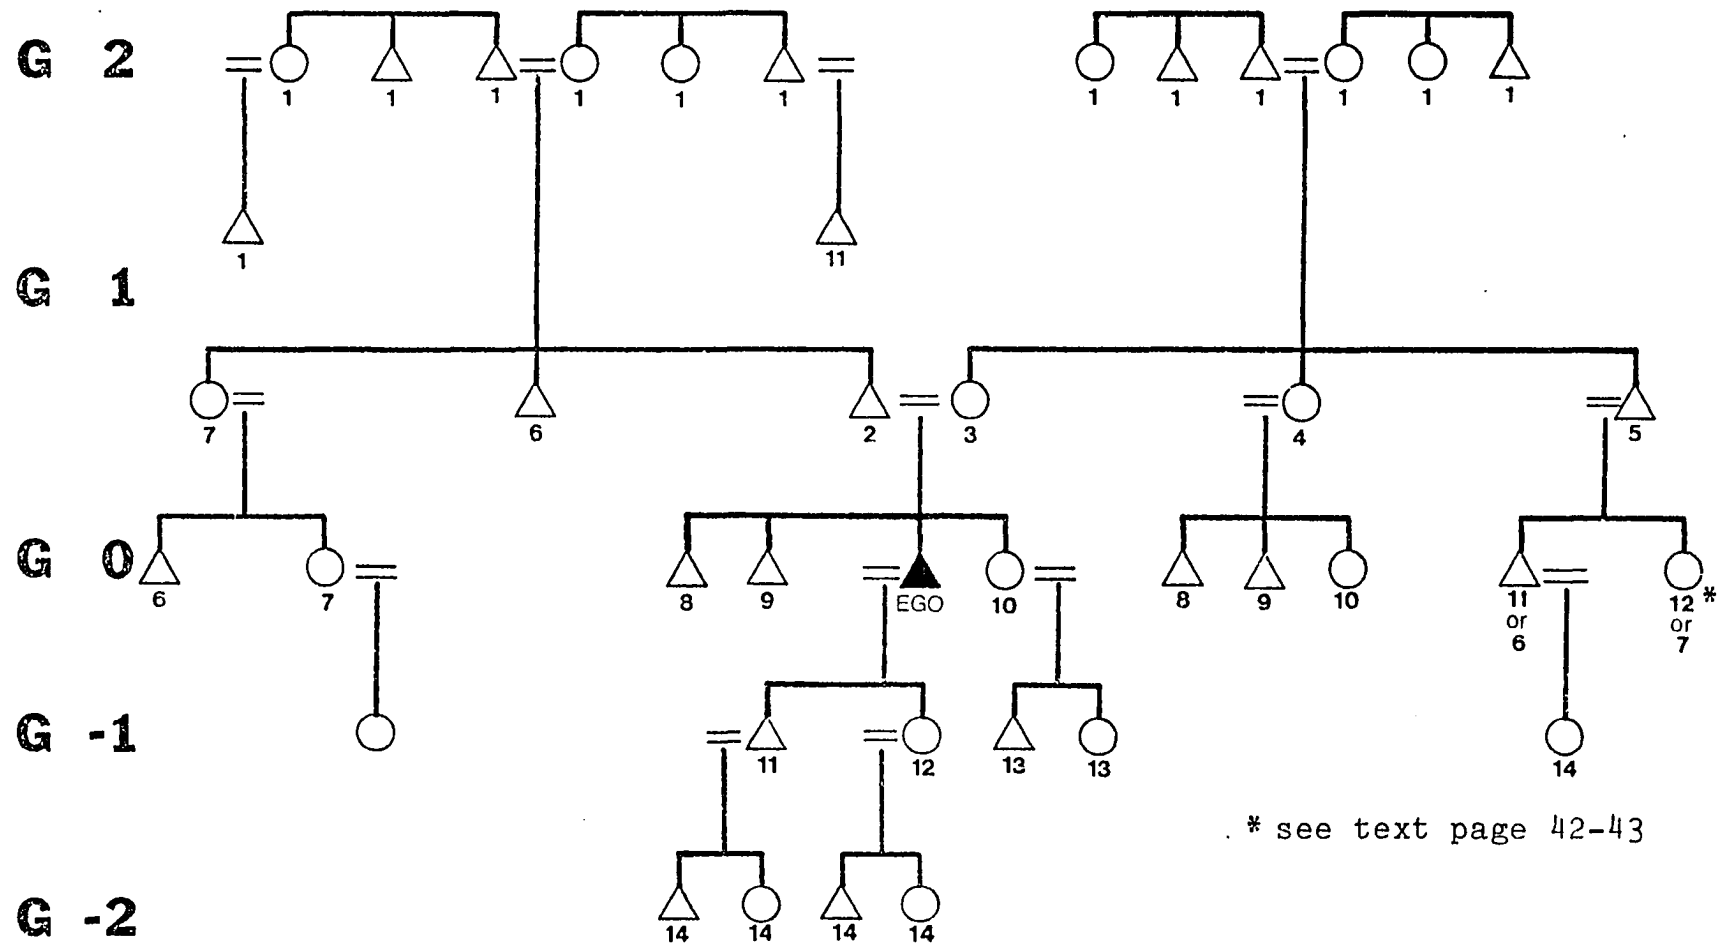 G 2
1 1 1 1 1 1 1 1 1 1 1 1
1 11
G 1
7 6 2 3 4 5
G 0
6 7 8 9 EGO 10 8 9 10 11 12 *
or or
6 7
G -1
11 12 13 13 14
* see text page 42-43
G -2
14 14 14 14